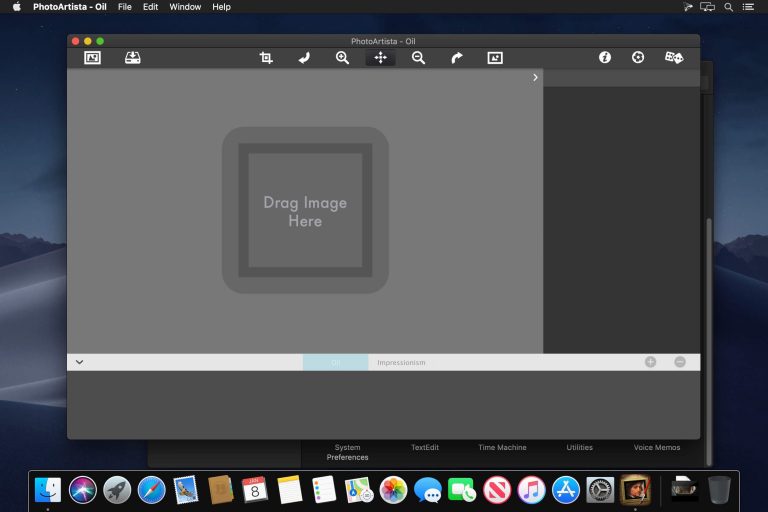 PhotoArtista - Oil File Edit Window Help
PhotoArtista - Oil
Drag Image
Here
Oil Impressionism
System
Preferences
TextEdit
Time Machine
Utilities
Voice Memos
JAN
8